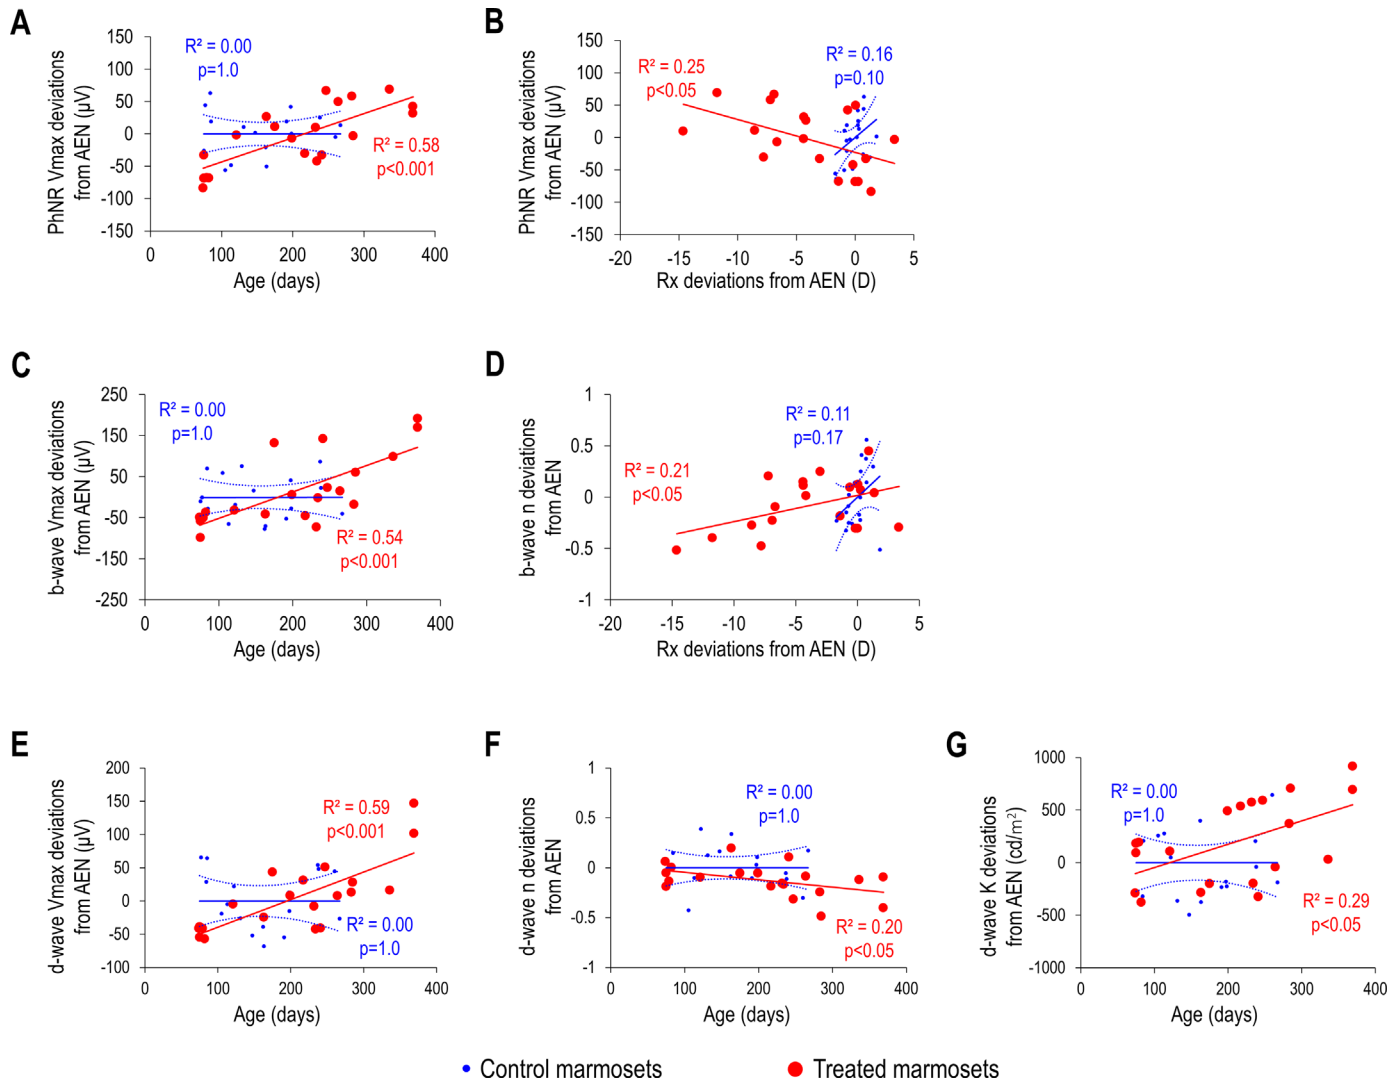 A
PhNR Vmax deviations
from AEN (µV)
150
100
50
0
-50
-100
-150
R² = 0.00
p=1.0
R² = 0.58
p<0.001
0
100
200
300
400
Age (days)
B
PhNR Vmax deviations
from AEN (µV)
150
100
50
0
-50
-100
-150
R² = 0.25
p<0.05
R² = 0.16
p=0.10
-20
-15
-10
-5
0
5
Rx deviations from AEN (D)
C
b-wave Vmax deviations
from AEN (µV)
250
150
50
-50
-150
-250
R² = 0.00
p=1.0
R² = 0.54
p<0.001
0
100
200
300
400
Age (days)
D
b-wave n deviations
from AEN
1
0.5
0
-0.5
-1
R² = 0.21
p<0.05
R² = 0.11
p=0.17
-20
-15
-10
-5
0
5
Rx deviations from AEN (D)
E
d-wave Vmax deviations
from AEN (µV)
200
150
100
50
0
-50
-100
R² = 0.59
p<0.001
R² = 0.00
p=1.0
0
100
200
300
400
Age (days)
F
d-wave n deviations
from AEN
1
0.5
0
-0.5
-1
R² = 0.00
p=1.0
R² = 0.20
p<0.05
0
100
200
300
400
Age (days)
G
d-wave K deviations
from AEN (cd/m²)
1000
500
0
-500
-1000
R² = 0.00
p=1.0
R² = 0.29
p<0.05
0
100
200
300
400
Age (days)
Control marmosets
Treated marmosets